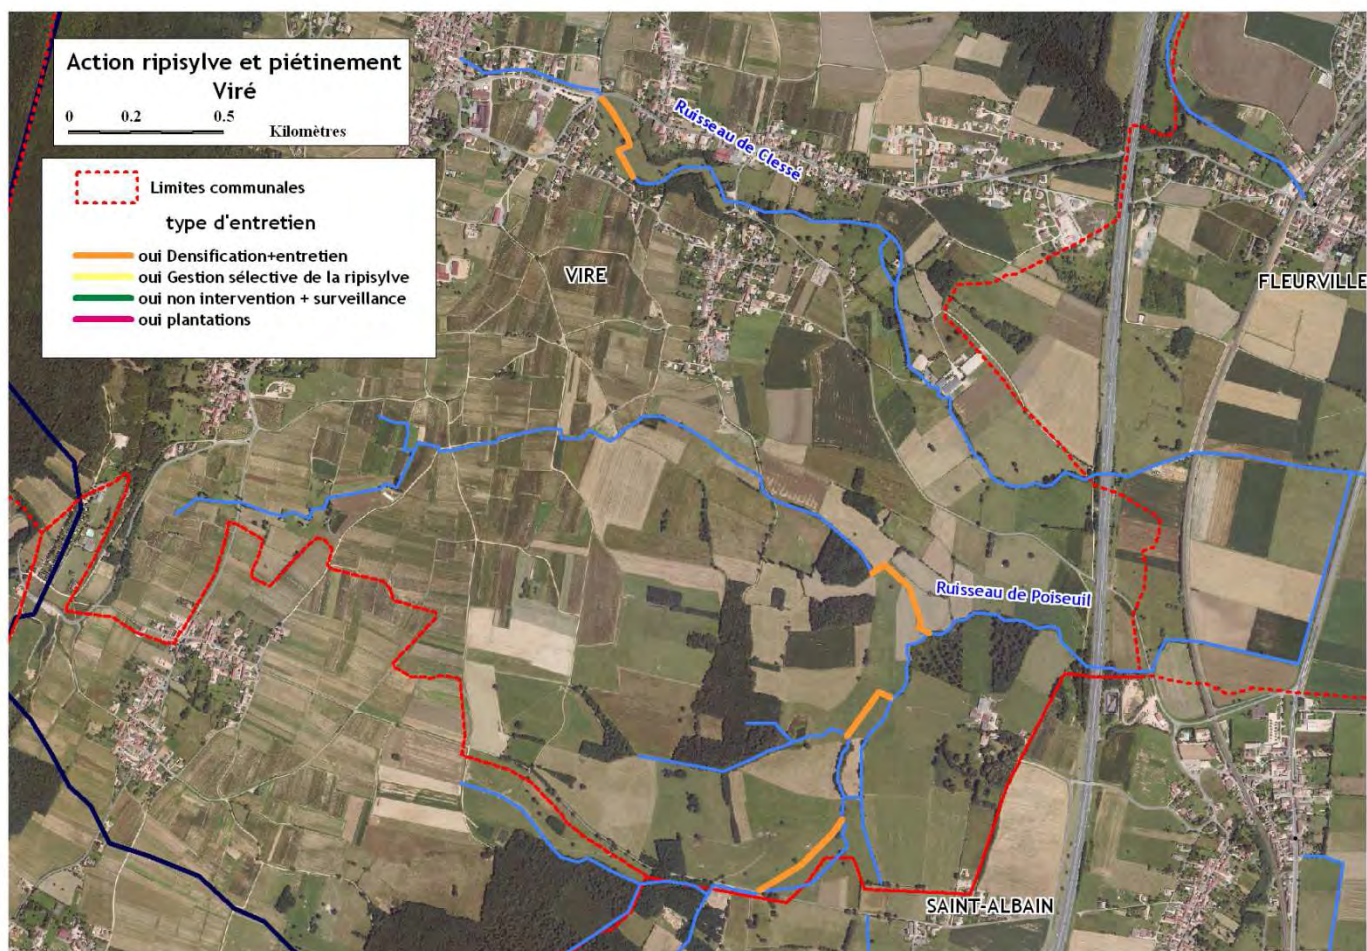 Action ripisylve et piétinement
Viré
0 0.2 0.5
Kilomètres
Limites communales
type d'entretien
oui Densification+entretien
oui Gestion sélective de la ripisylve
oui non intervention + surveillance
oui plantations
Ruisseau de Clessé
VIRE
FLEURVILLE
Ruisseau de Poiseuil
SAINT-ALBAIN